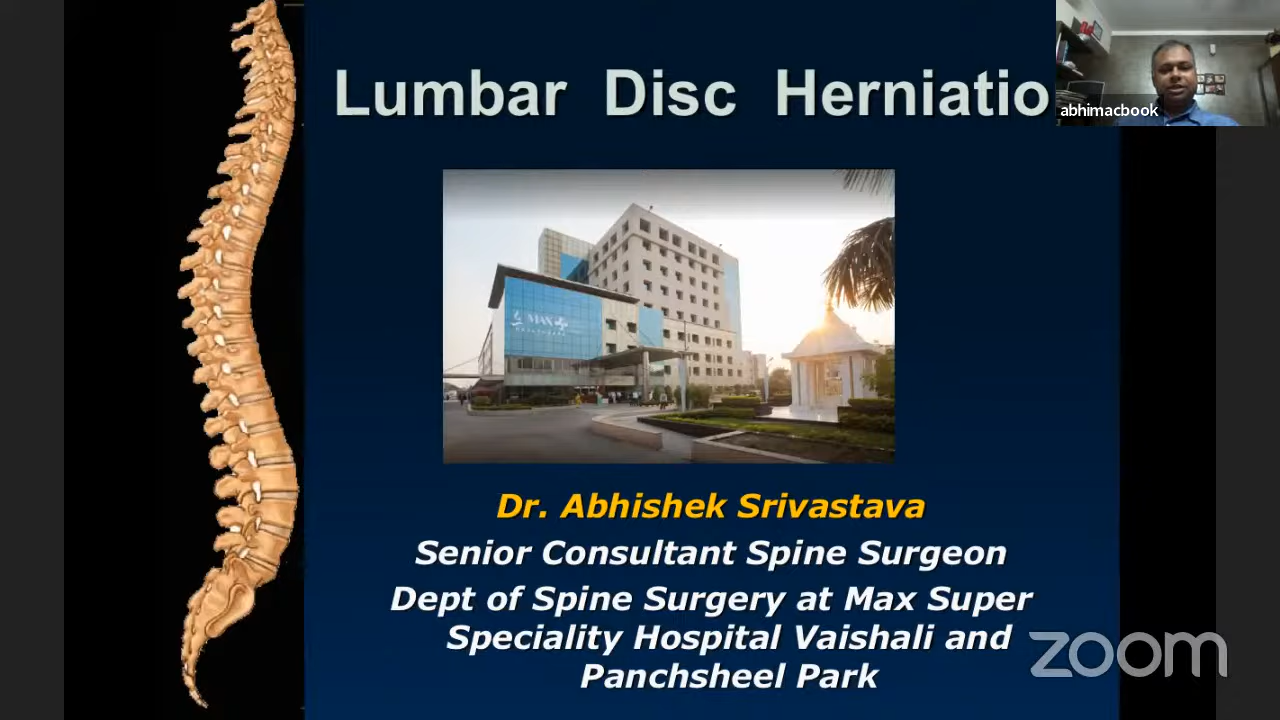 Lumbar Disc Herniatio
abhimacbook
MAX
Dr. Abhishek Srivastava
Senior Consultant Spine Surgeon
Dept of Spine Surgery at Max Super
Speciality Hospital Vaishali and
Panchsheel Park
zoom